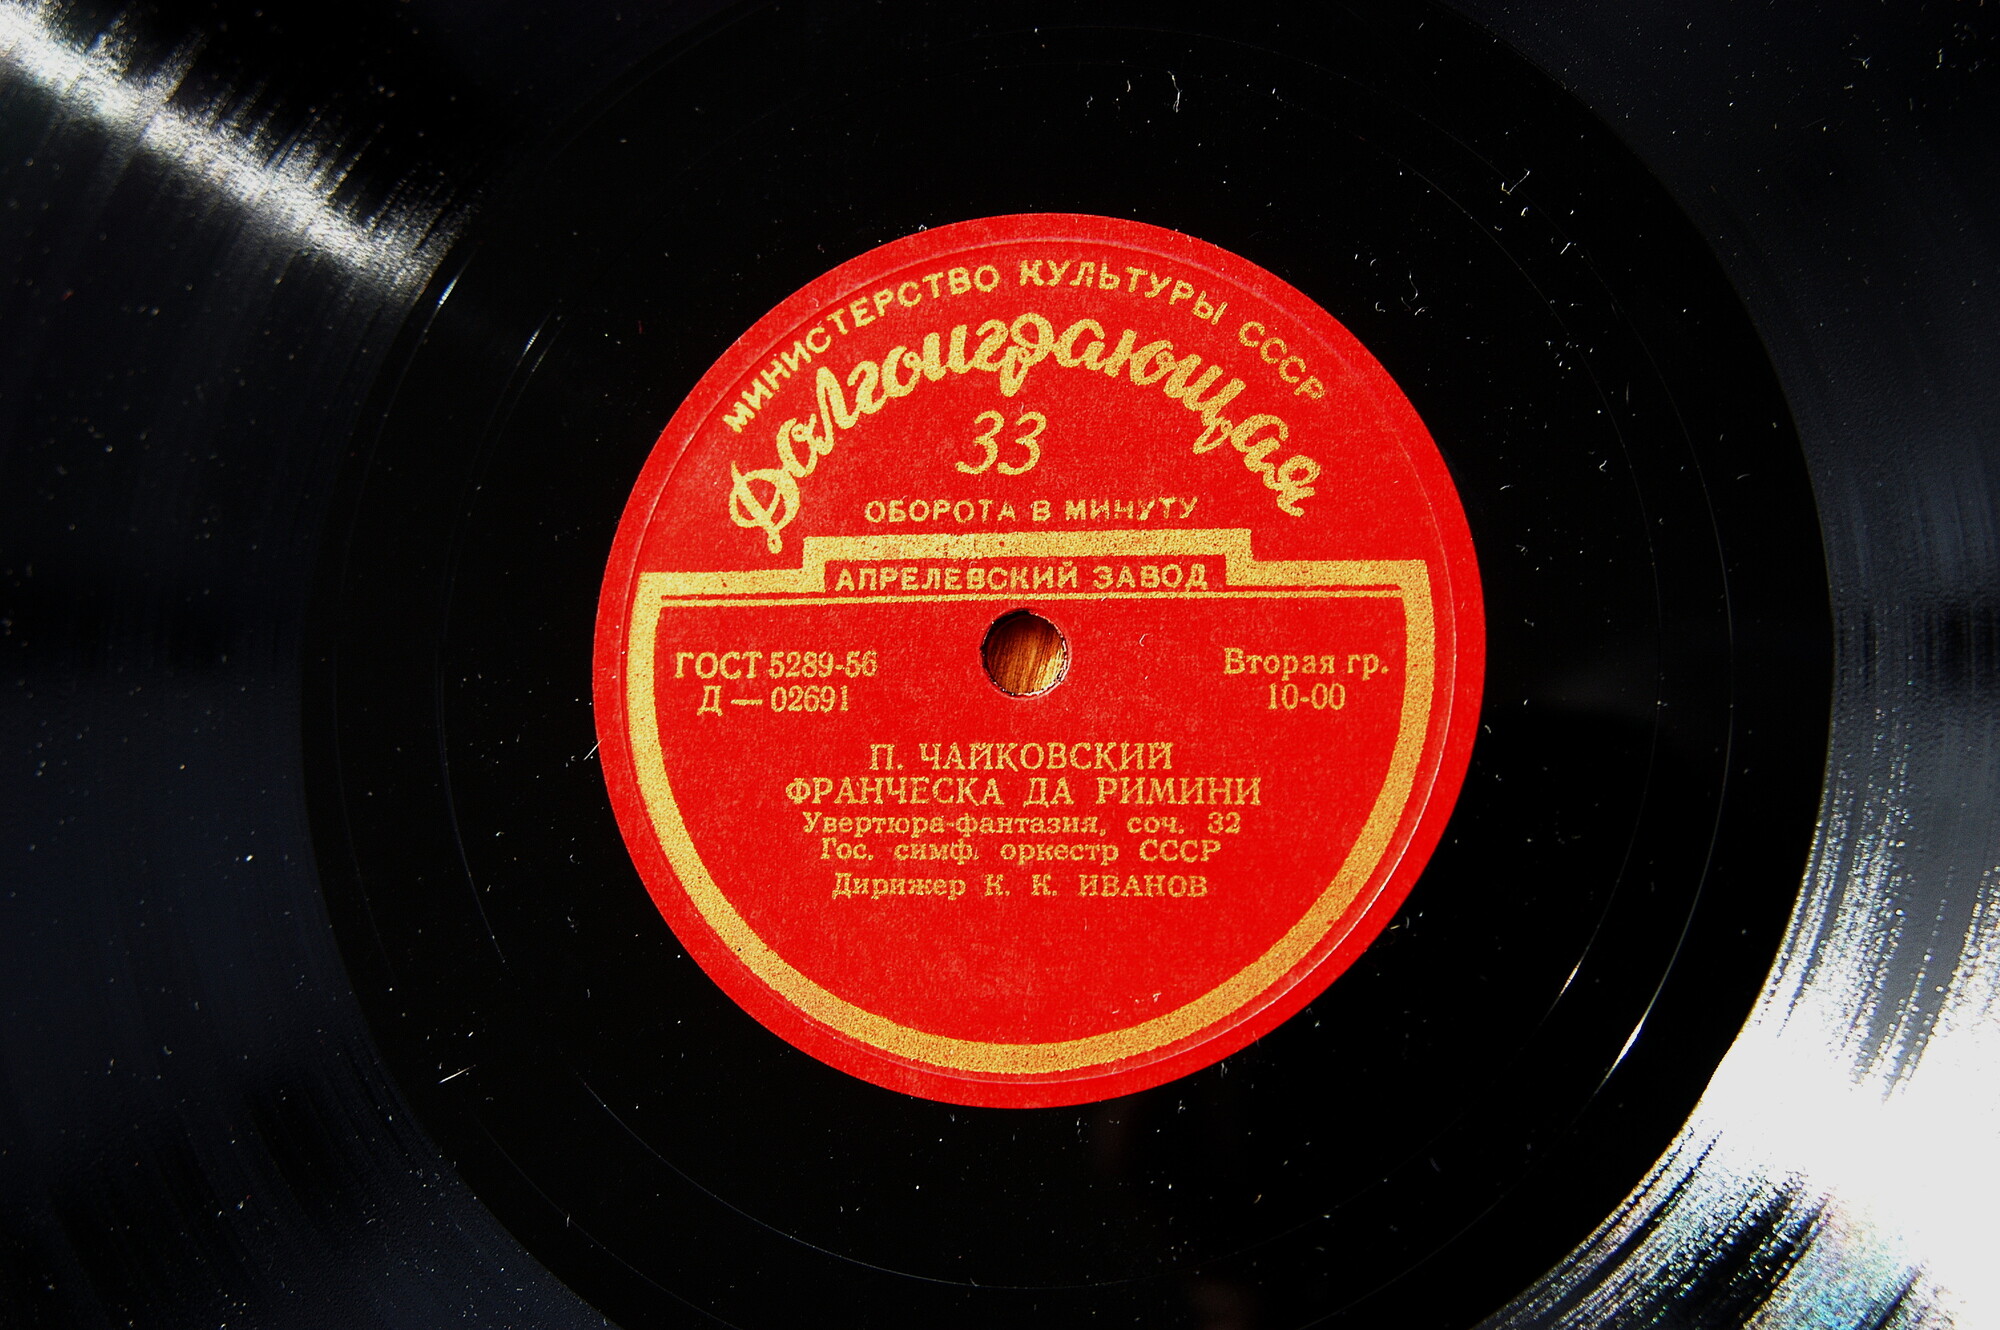 МИНИСТЕРСТВО КУЛЬТУРЫ СССР
Долгоиграющая
33
ОБОРОТА В МИНУТУ
АПРЕЛЕВСКИЙ ЗАВОД
ГОСТ 5289-56
Д — 02691
Вторая гр.
10-00
П. ЧАЙКОВСКИЙ
ФРАНЧЕСКА ДА РИМИНИ
Увертюра-фантазия, соч. 32
Гос. симф. оркестр СССР
Дирижер К. К. ИВАНОВ